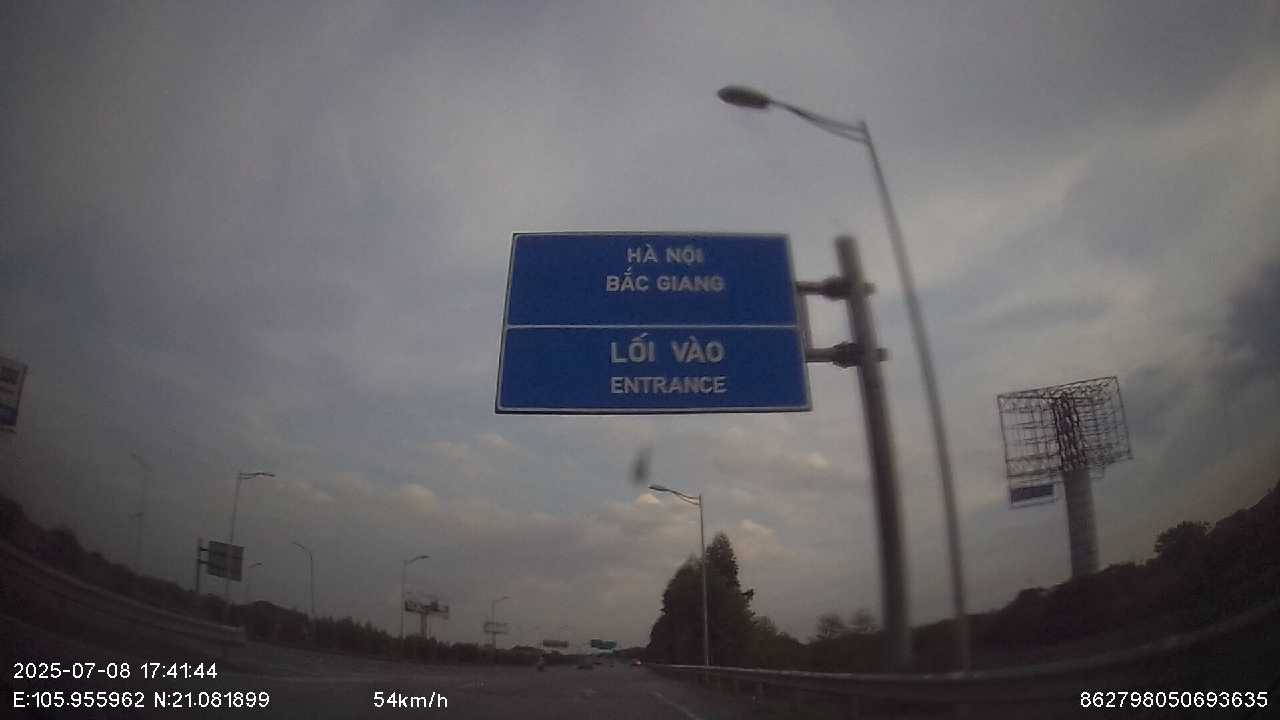 HÀ NỘI
BẮC GIANG
LỐI VÀO
ENTRANCE
2025-07-08 17:41:44
E:105.955962 N:21.081899 54km/h 862798050693635